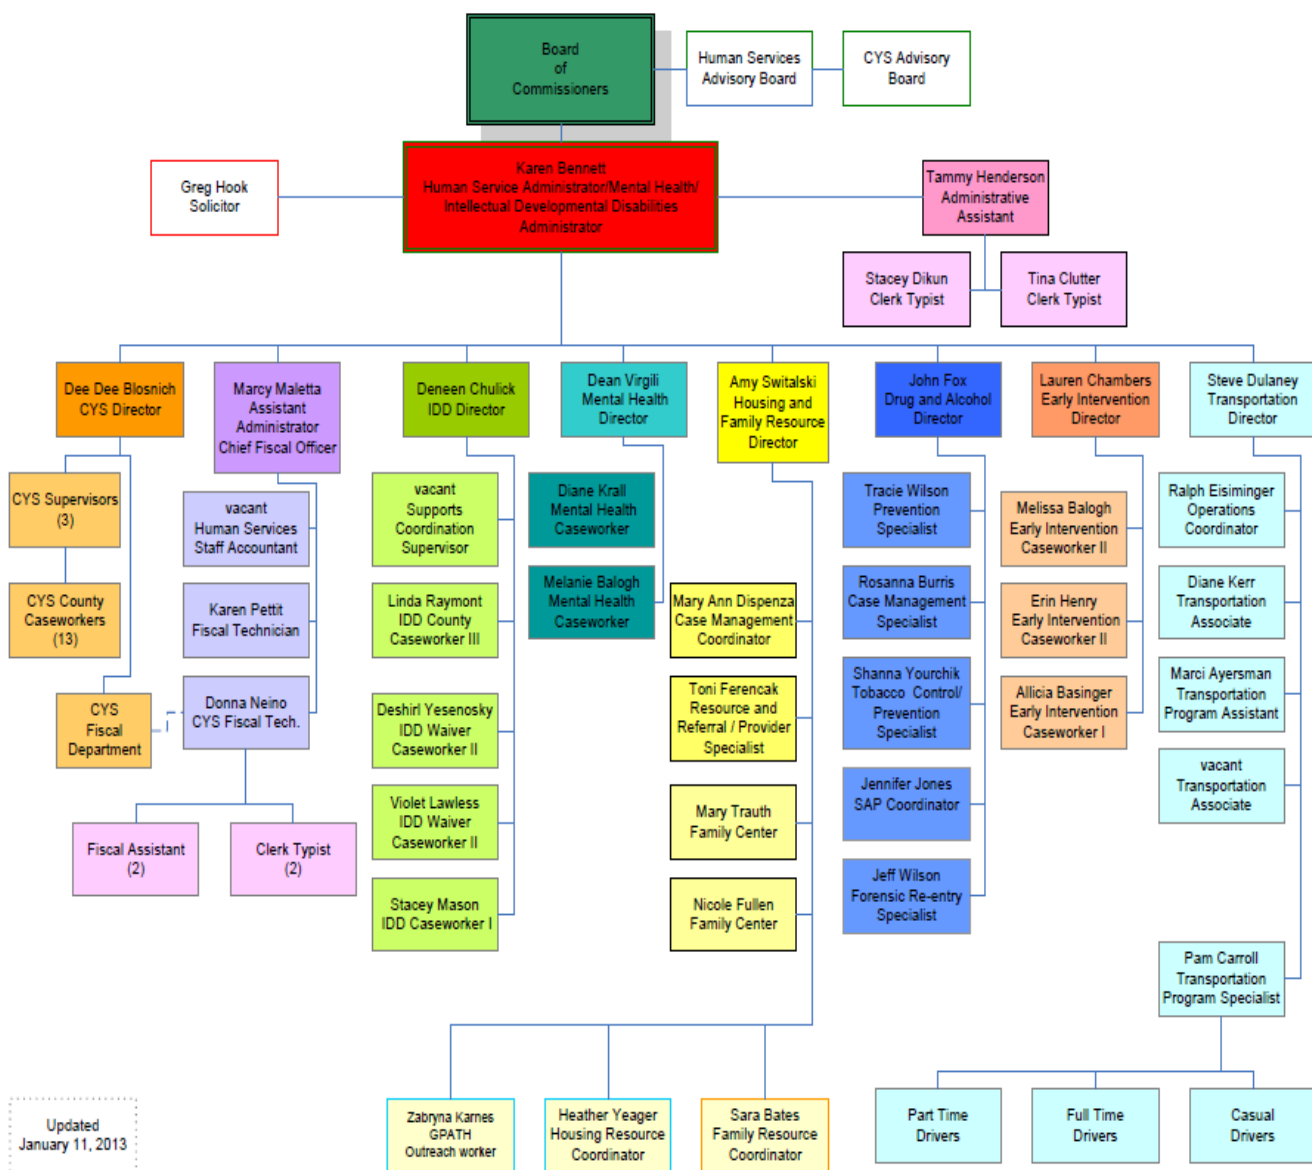 Board
of
Commissioners
Human Services
Advisory Board
CYS Advisory
Board
Greg Hook
Solicitor
Karen Bennett
Human Service Administrator/Mental Health/
Intellectual Developmental Disabilities
Administrator
Tammy Henderson
Administrative
Assistant
Stacey Dikun
Clerk Typist
Tina Clutter
Clerk Typist
Dee Dee Blosnich
CYS Director
Marcy Maletta
Assistant
Administrator
Chief Fiscal Officer
Deneen Chulick
IDD Director
Dean Virgili
Mental Health
Director
Amy Switalski
Housing and
Family Resource
Director
John Fox
Drug and Alcohol
Director
Lauren Chambers
Early Intervention
Director
Steve Dulaney
Transportation
Director
CYS Supervisors
(3)
CYS County
Caseworkers
(13)
CYS
Fiscal
Department
vacant
Human Services
Staff Accountant
Karen Pettit
Fiscal Technician
Donna Neino
CYS Fiscal Tech.
Fiscal Assistant
(2)
Clerk Typist
(2)
vacant
Supports
Coordination
Supervisor
Linda Raymont
IDD County
Caseworker III
Deshirl Yesenosky
IDD Waiver
Caseworker II
Violet Lawless
IDD Waiver
Caseworker II
Stacey Mason
IDD Caseworker I
Diane Krall
Mental Health
Caseworker
Melanie Balogh
Mental Health
Caseworker
Mary Ann Dispenza
Case Management
Coordinator
Toni Ferencak
Resource and
Referral / Provider
Specialist
Mary Trauth
Family Center
Nicole Fullen
Family Center
Tracie Wilson
Prevention
Specialist
Rosanna Burris
Case Management
Specialist
Shanna Yourchik
Tobacco Control/
Prevention
Specialist
Jennifer Jones
SAP Coordinator
Jeff Wilson
Forensic Re-entry
Specialist
Melissa Balogh
Early Intervention
Caseworker II
Erin Henry
Early Intervention
Caseworker II
Allicia Basinger
Early Intervention
Caseworker I
Ralph Eisiminger
Operations
Coordinator
Diane Kerr
Transportation
Associate
Marci Ayersman
Transportation
Program Assistant
vacant
Transportation
Associate
Pam Carroll
Transportation
Program Specialist
Zabryna Karnes
GPATH
Outreach worker
Heather Yeager
Housing Resource
Coordinator
Sara Bates
Family Resource
Coordinator
Part Time
Drivers
Full Time
Drivers
Casual
Drivers
Updated
January 11, 2013